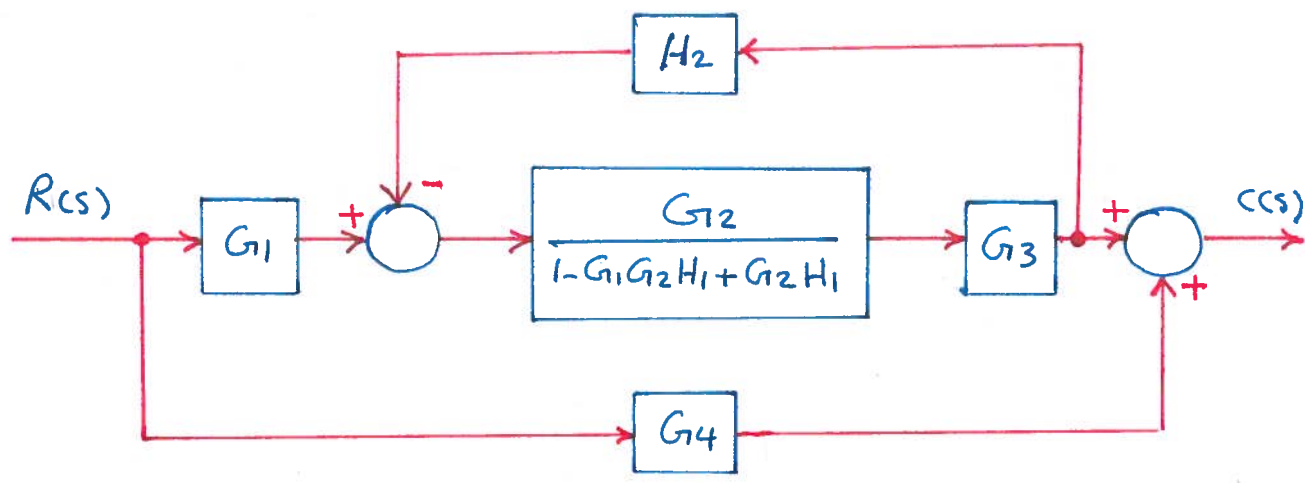 H2
-
R(s)
+
G1
G2
1-G1G2H1+G2H1
G3
+
C(s)
+
G4